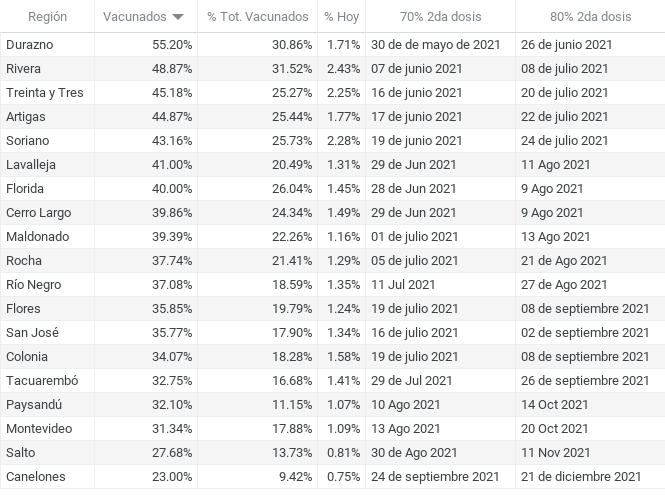 Región Vacunados % Tot. Vacunados % Hoy 70% 2da dosis 80% 2da dosis
Durazno 55.20% 30.86% 1.71% 30 de de mayo de 2021 26 de junio 2021
Rivera 48.87% 31.52% 2.43% 07 de junio 2021 08 de julio 2021
Treinta y Tres 45.18% 25.27% 2.25% 16 de junio 2021 20 de julio 2021
Artigas 44.87% 25.44% 1.77% 17 de junio 2021 22 de julio 2021
Soriano 43.16% 25.73% 2.28% 19 de junio 2021 24 de julio 2021
Lavalleja 41.00% 20.49% 1.31% 29 de Jun 2021 11 Ago 2021
Florida 40.00% 26.04% 1.45% 28 de Jun 2021 9 Ago 2021
Cerro Largo 39.86% 24.34% 1.49% 29 de Jun 2021 9 Ago 2021
Maldonado 39.39% 22.26% 1.16% 01 de julio 2021 13 Ago 2021
Rocha 37.74% 21.41% 1.29% 05 de julio 2021 21 de Ago 2021
Río Negro 37.08% 18.59% 1.35% 11 Jul 2021 27 de Ago 2021
Flores 35.85% 19.79% 1.24% 19 de julio 2021 08 de septiembre 2021
San José 35.77% 17.90% 1.34% 16 de julio 2021 02 de septiembre 2021
Colonia 34.07% 18.28% 1.58% 19 de julio 2021 08 de septiembre 2021
Tacuarembó 32.75% 16.68% 1.41% 29 de Jul 2021 26 de septiembre 2021
Paysandú 32.10% 11.15% 1.07% 10 Ago 2021 14 Oct 2021
Montevideo 31.34% 17.88% 1.09% 13 Ago 2021 20 Oct 2021
Salto 27.68% 13.73% 0.81% 30 de Ago 2021 11 Nov 2021
Canelones 23.00% 9.42% 0.75% 24 de septiembre 2021 21 de diciembre 2021